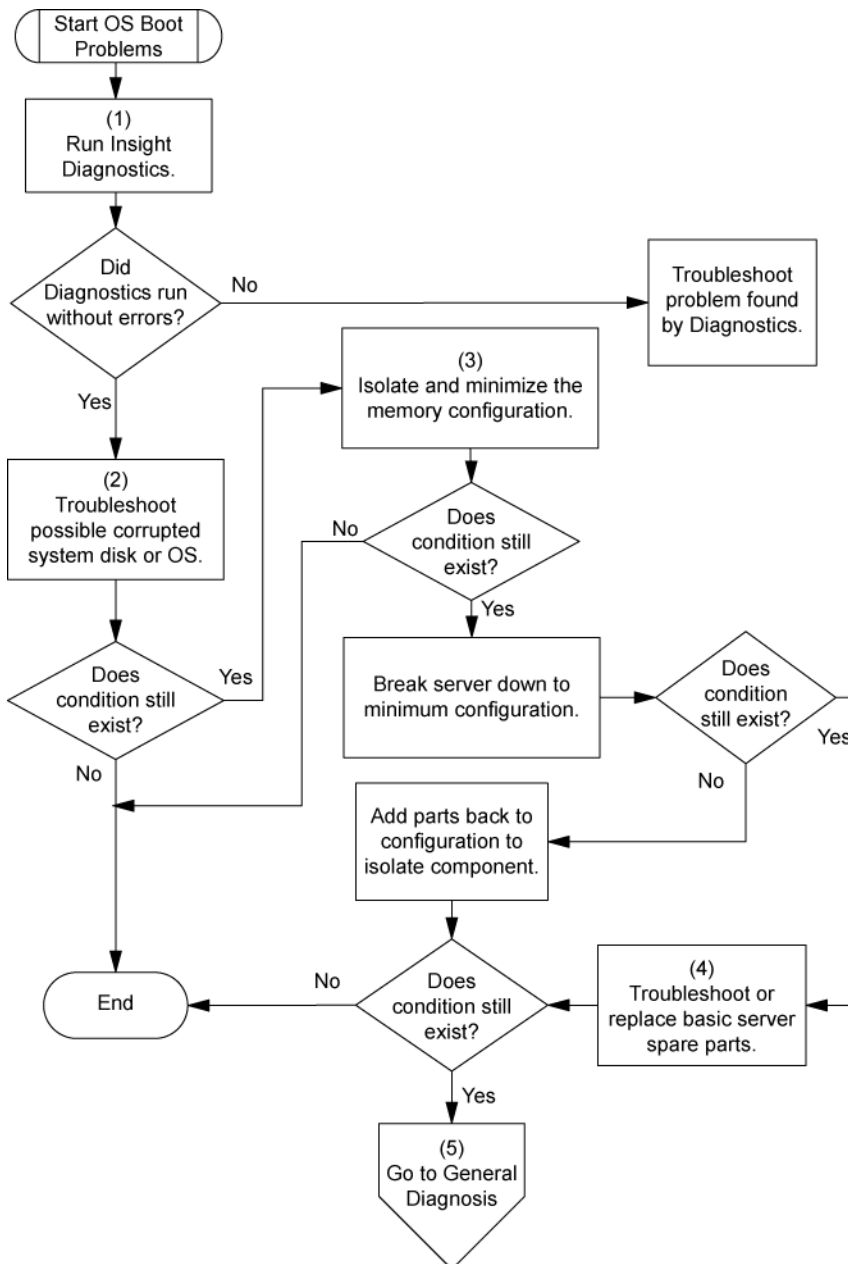 Start OS Boot
Problems
(1)
Run Insight
Diagnostics.
Did
Diagnostics run
without errors?
No
Troubleshoot
problem found
by Diagnostics.
Yes
(3)
Isolate and minimize the
memory configuration.
(2)
Troubleshoot
possible corrupted
system disk or OS.
No
Does
condition still
exist?
Yes
Does
condition still
exist?
Yes
No
Break server down to
minimum configuration.
Does
condition
still exist?
Yes
No
Add parts back to
configuration to
isolate component.
End
No
Does
condition still
exist?
(4)
Troubleshoot or
replace basic server
spare parts.
Yes
(5)
Go to General
Diagnosis